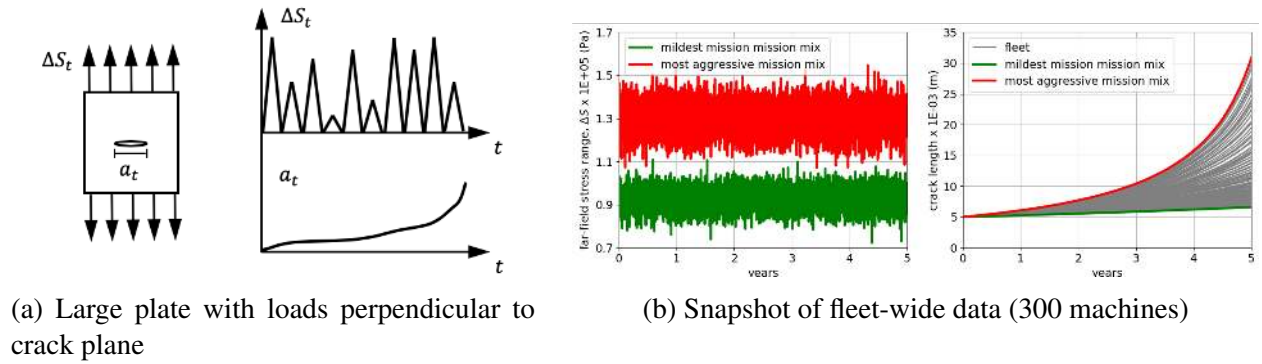 ΔS_t
a_t
ΔS_t
t
a_t
t
far-field stress range, ΔS x 1E+05 (Pa)
1.7
1.5
1.3
1.1
0.9
0.7
mildest mission mission mix
most aggressive mission mix
0 1 2 3 4 5
years
crack length x 1E-03 (m)
35
30
25
20
15
10
5
0
fleet
mildest mission mission mix
most aggressive mission mix
0 1 2 3 4 5
years
(a) Large plate with loads perpendicular to
crack plane
(b) Snapshot of fleet-wide data (300 machines)